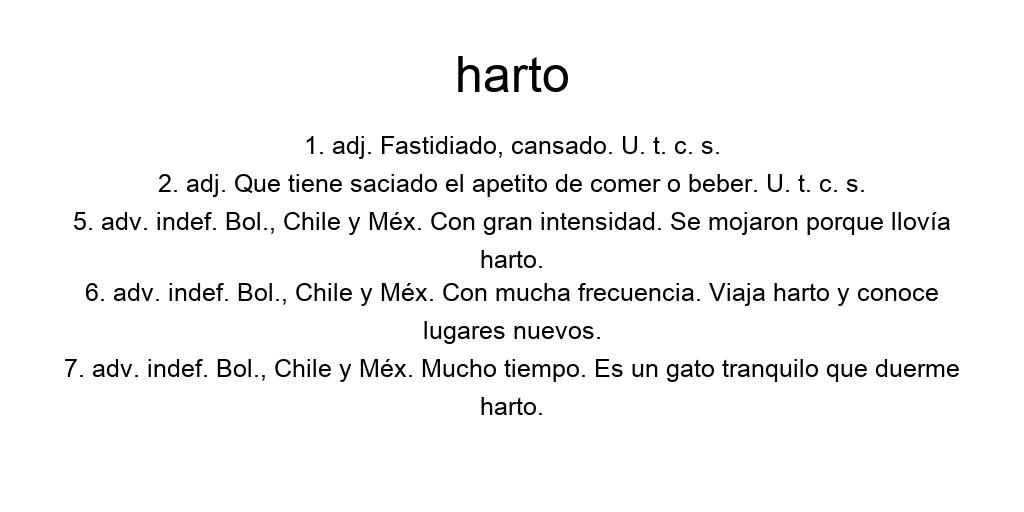 harto
1. adj. Fastidiado, cansado. U. t. c. s.
2. adj. Que tiene saciado el apetito de comer o beber. U. t. c. s.
5. adv. indef. Bol., Chile y Méx. Con gran intensidad. Se mojaron porque llovía
harto.
6. adv. indef. Bol., Chile y Méx. Con mucha frecuencia. Viaja harto y conoce
lugares nuevos.
7. adv. indef. Bol., Chile y Méx. Mucho tiempo. Es un gato tranquilo que duerme
harto.